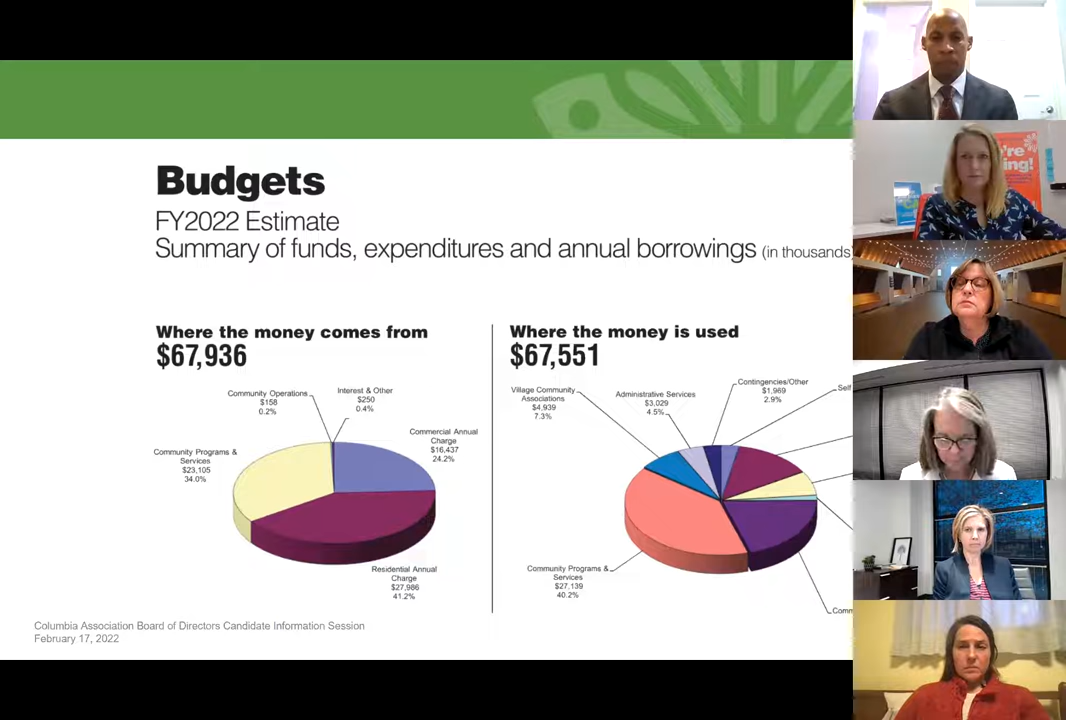 Budgets
FY2022 Estimate
Summary of funds, expenditures and annual borrowings (in thousands)
Where the money comes from
$67,936
Community Operations
$158
0.2%
Interest & Other
$250
0.4%
Commercial Annual
Charge
$16,437
24.2%
Community Programs &
Services
$23,105
34.0%
Residential Annual
Charge
$27,986
41.2%
Where the money is used
$67,551
Village Community
Associations
$4,939
7.3%
Administrative Services
$3,029
4.5%
Contingencies/Other
$1,969
2.9%
Self
Community Programs &
Services
$27,139
40.2%
Comm
Columbia Association Board of Directors Candidate Information Session
February 17, 2022
're
ing!